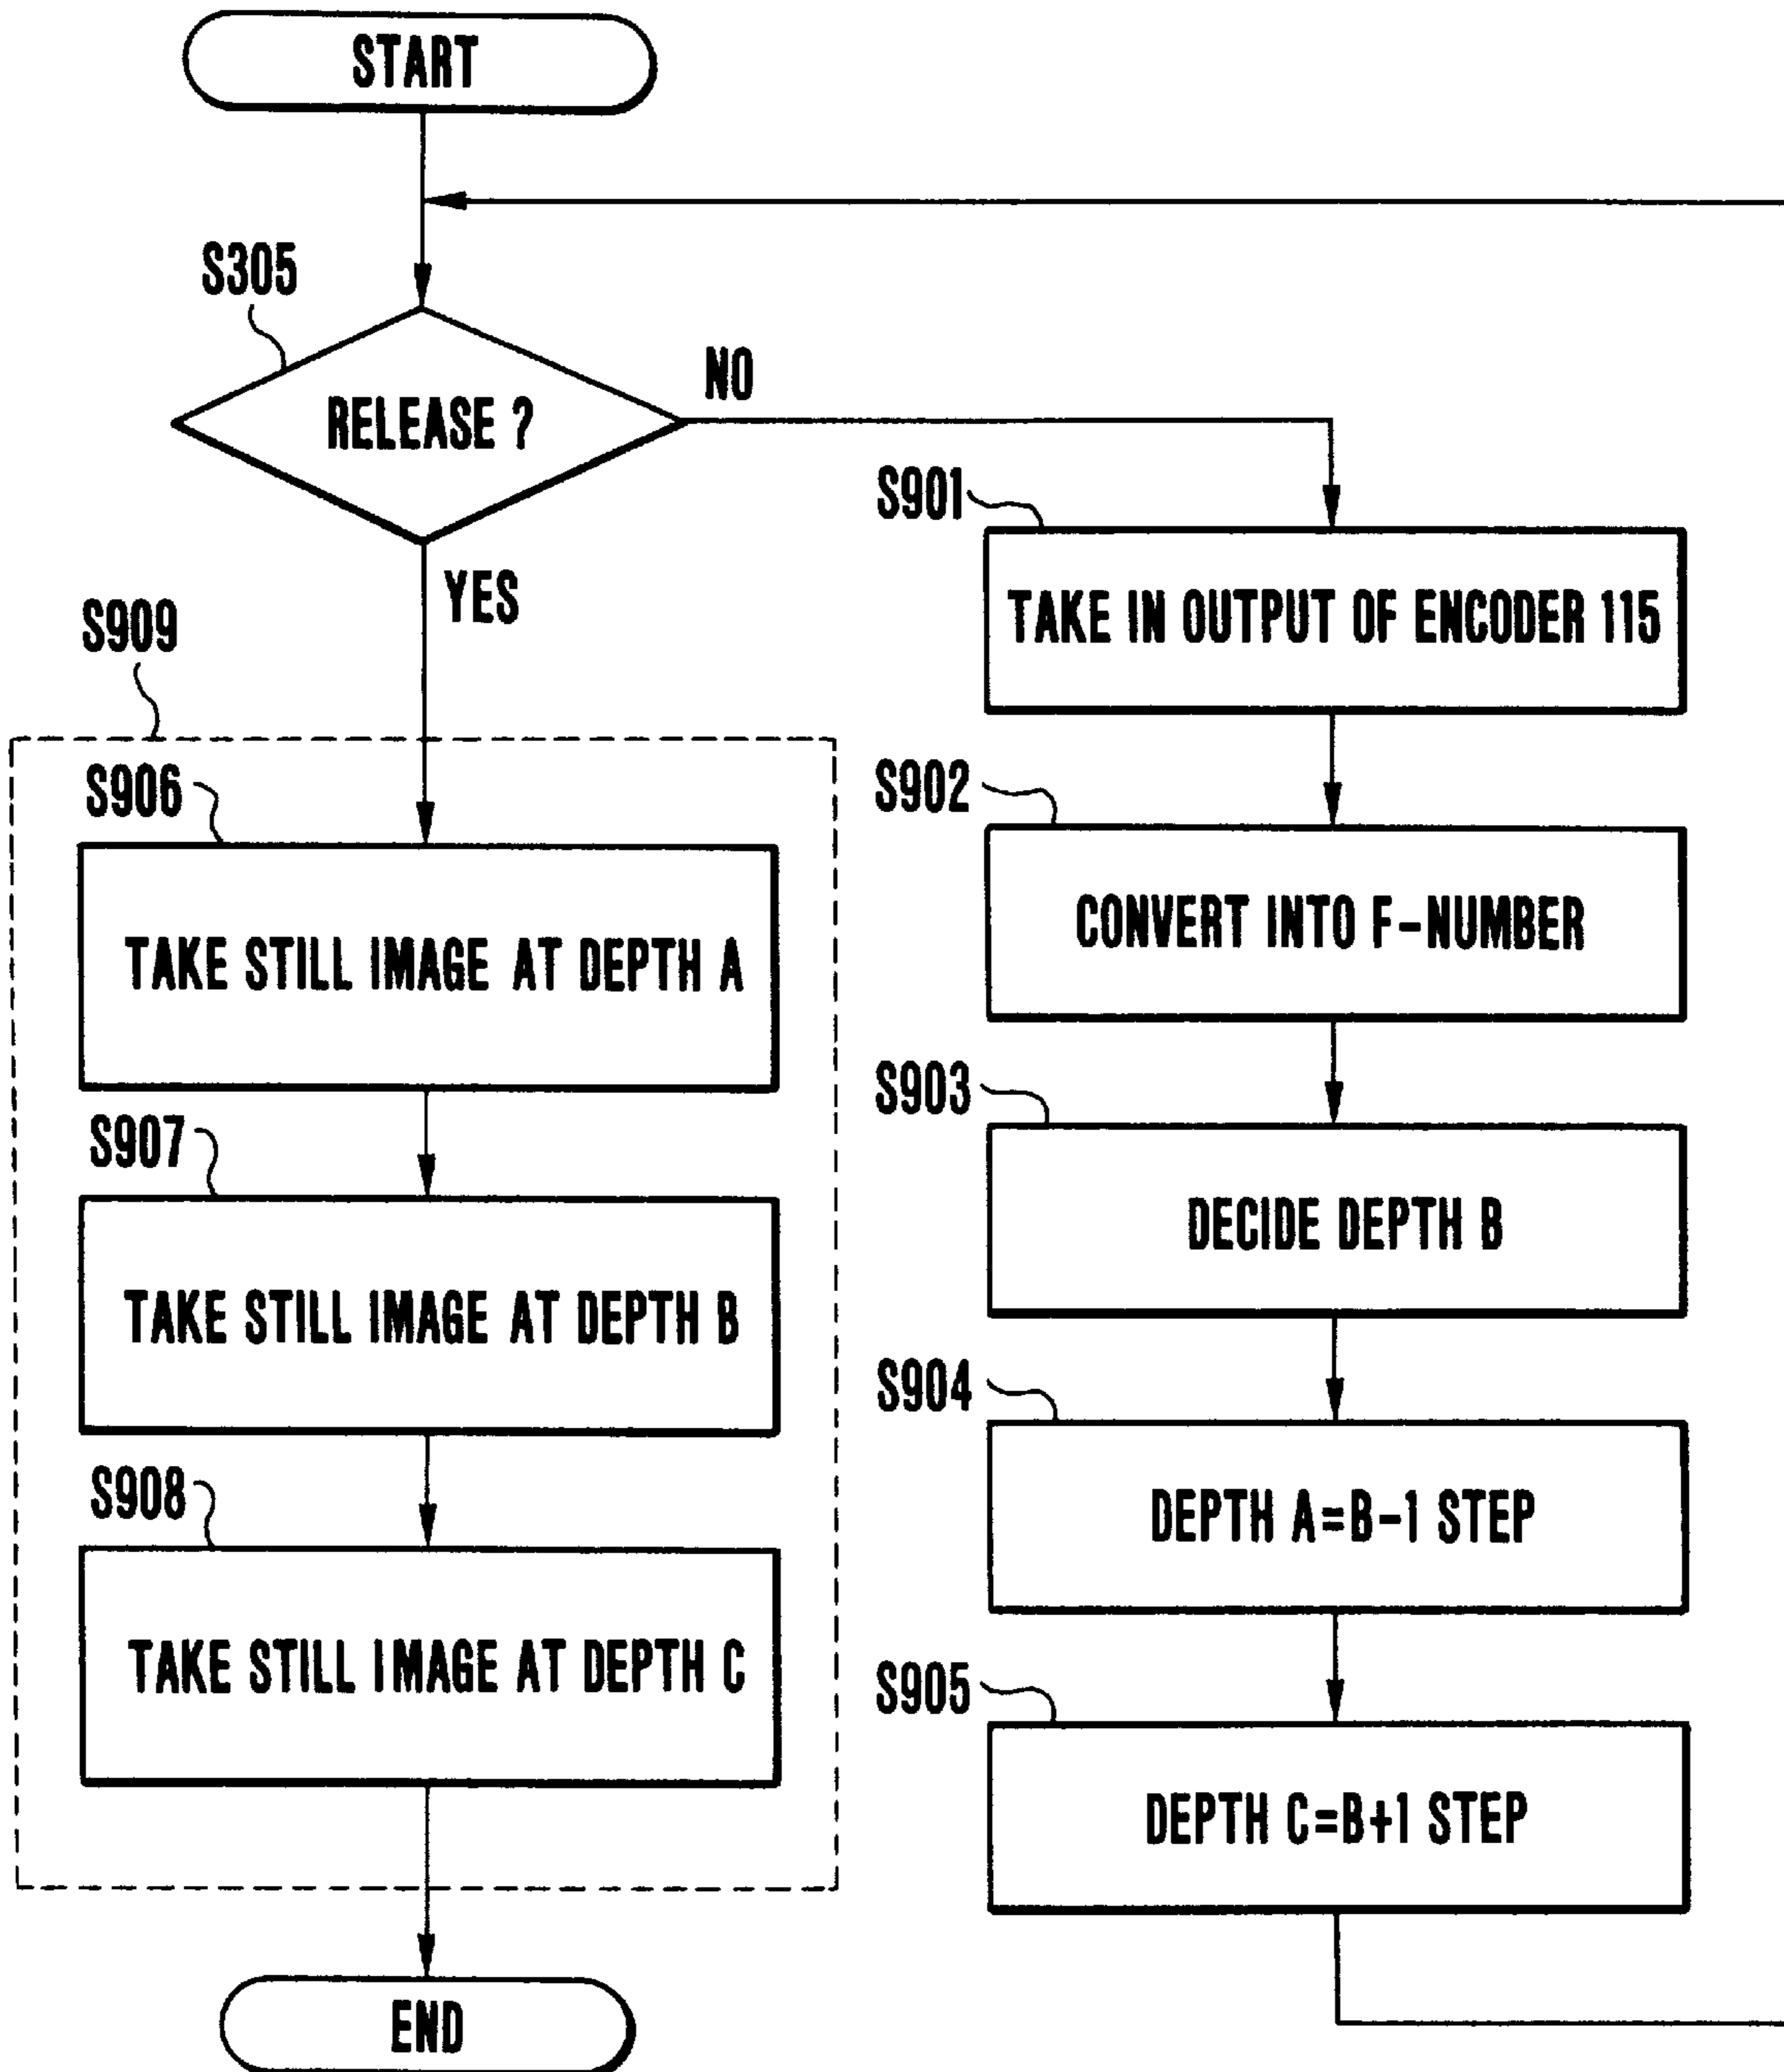 START
S305
RELEASE ?
NO
YES
S901
TAKE IN OUTPUT OF ENCODER 115
S902
CONVERT INTO F-NUMBER
S903
DECIDE DEPTH B
S904
DEPTH A=B-1 STEP
S905
DEPTH C=B+1 STEP
S909
S906
TAKE STILL IMAGE AT DEPTH A
S907
TAKE STILL IMAGE AT DEPTH B
S908
TAKE STILL IMAGE AT DEPTH C
END